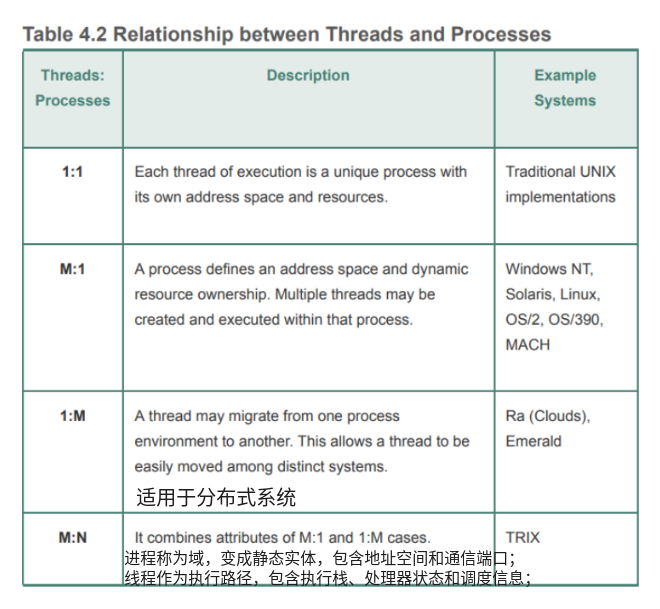 Table 4.2 Relationship between Threads and Processes
Threads:
Processes
Description
Example
Systems
1:1
Each thread of execution is a unique process with
its own address space and resources.
Traditional UNIX
implementations
M:1
A process defines an address space and dynamic
resource ownership. Multiple threads may be
created and executed within that process.
Windows NT,
Solaris, Linux,
OS/2, OS/390,
MACH
1:M
A thread may migrate from one process
environment to another. This allows a thread to be
easily moved among distinct systems.
适用于分布式系统
Ra (Clouds),
Emerald
M:N
It combines attributes of M:1 and 1:M cases.
TRIX
进程称为域，变成静态实体，包含地址空间和通信端口；
线程作为执行路径，包含执行栈、处理器状态和调度信息；